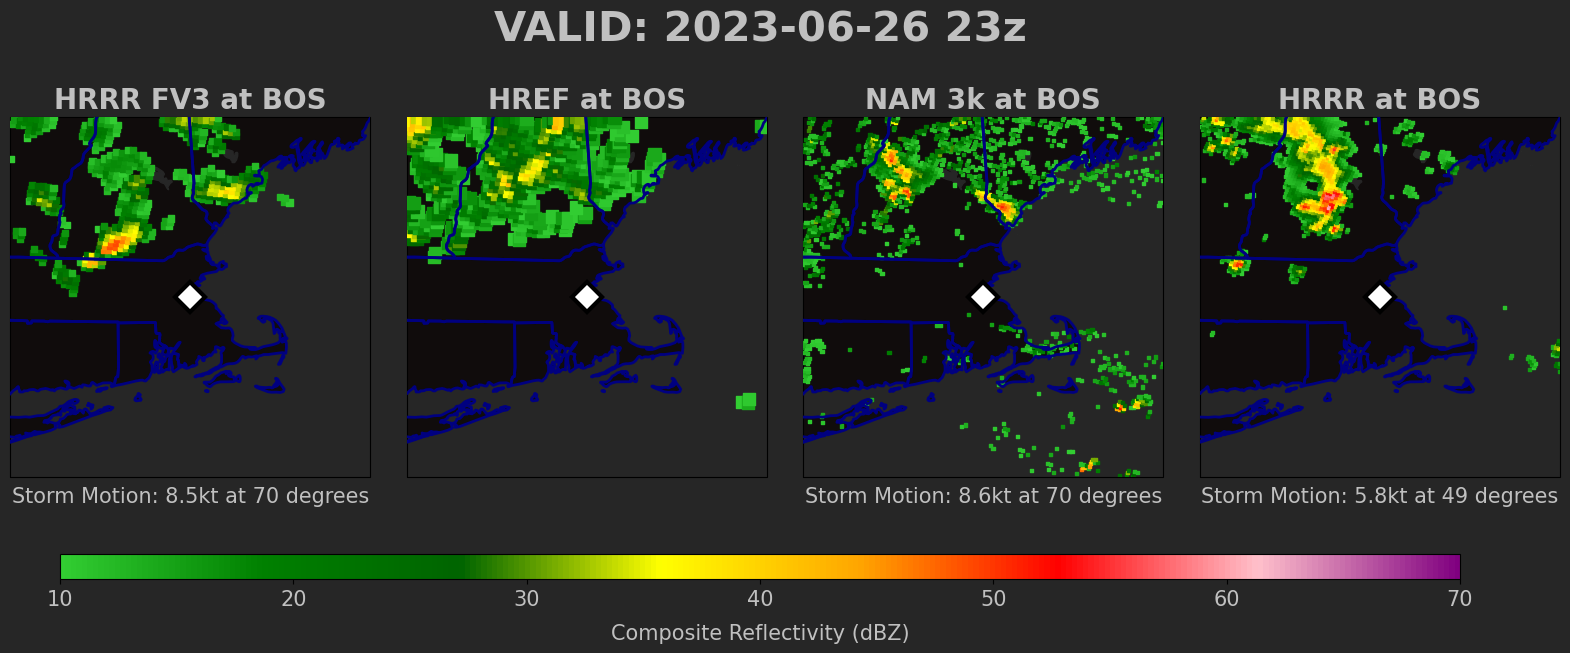 VALID: 2023-06-26 23z
HRRR FV3 at BOS
HREF at BOS
NAM 3k at BOS
HRRR at BOS
Storm Motion: 8.5kt at 70 degrees
Storm Motion: 8.6kt at 70 degrees
Storm Motion: 5.8kt at 49 degrees
10 20 30 40 50 60 70
Composite Reflectivity (dBZ)